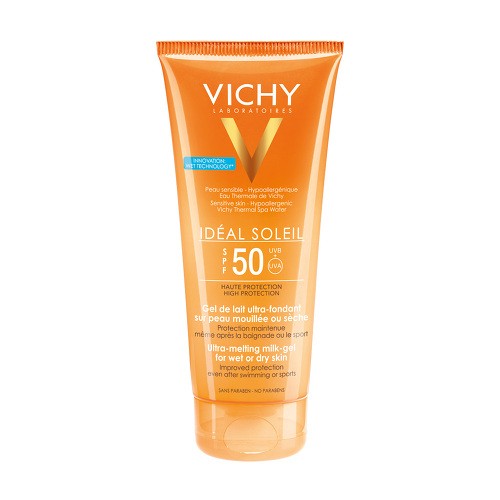 VICHY
LABORATOIRES
INNOVATION:
WET TECHNOLOGY*
Peau sensible - Hypoallergénique
Eau Thermale de Vichy
Sensitive skin - Hypoallergenic
Vichy Thermal Spa Water
IDÉAL SOLEIL
SPF 50 UVB + UVA
HAUTE PROTECTION
HIGH PROTECTION
Gel de lait ultra-fondant
sur peau mouillée ou sèche
Protection maintenue
même après la baignade ou le sport
Ultra-melting milk-gel
for wet or dry skin
Improved protection
even after swimming or sports
SANS PARABEN - NO PARABENS